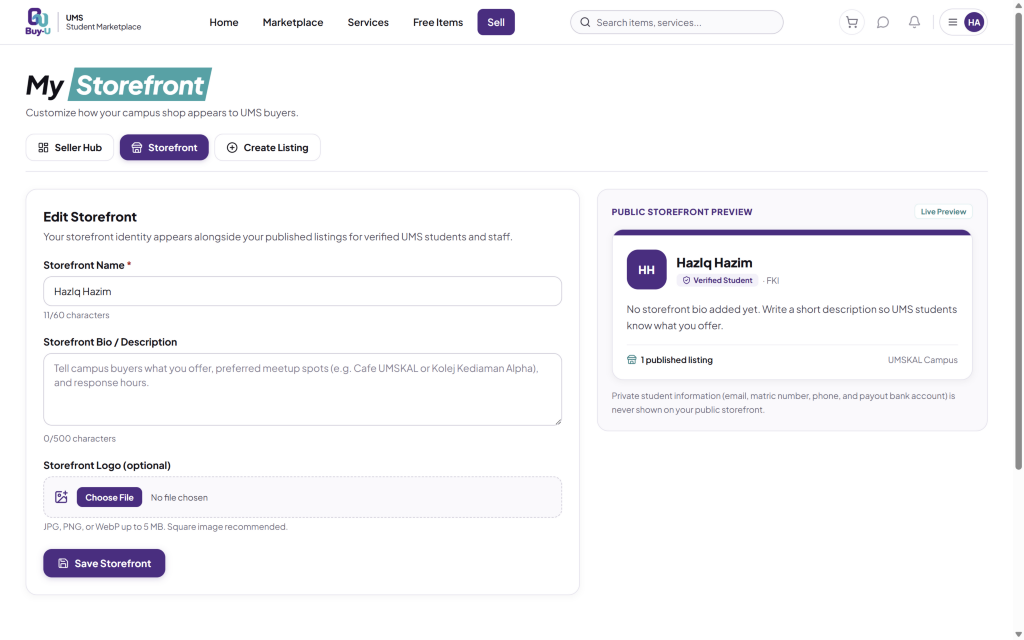 Buy-U
UMS
Student Marketplace
Home
Marketplace
Services
Free Items
Sell
Search items, services...
HA
My Storefront
Customize how your campus shop appears to UMS buyers.
Seller Hub
Storefront
Create Listing
Edit Storefront
Your storefront identity appears alongside your published listings for verified UMS students and staff.
Storefront Name *
HazIq Hazim
11/60 characters
Storefront Bio / Description
Tell campus buyers what you offer, preferred meetup spots (e.g. Cafe UMSKAL or Kolej Kediaman Alpha),
and response hours.
0/500 characters
Storefront Logo (optional)
Choose File
No file chosen
JPG, PNG, or WebP up to 5 MB. Square image recommended.
Save Storefront
PUBLIC STOREFRONT PREVIEW
Live Preview
HH
HazIq Hazim
Verified Student
· FKI
No storefront bio added yet. Write a short description so UMS students
know what you offer.
1 published listing
UMSKAL Campus
Private student information (email, matric number, phone, and payout bank account) is
never shown on your public storefront.